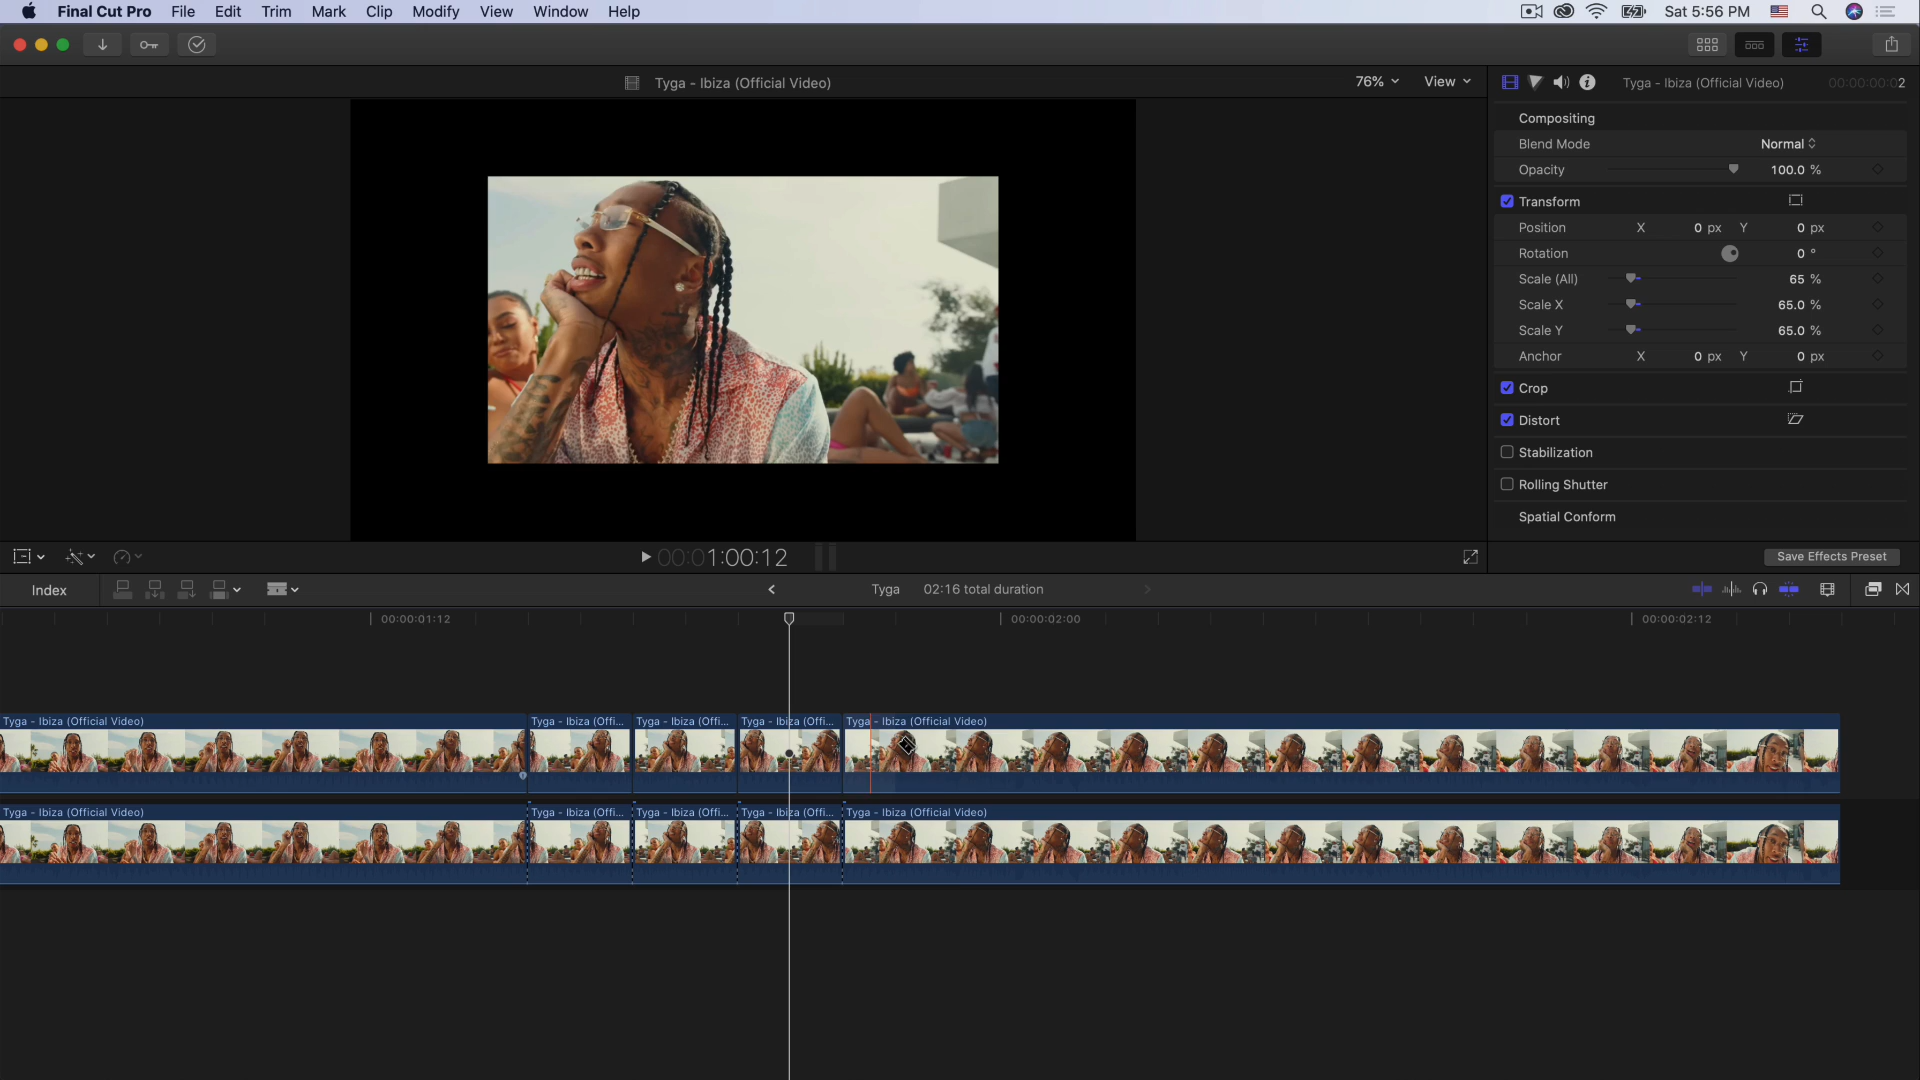 Final Cut Pro File Edit Trim Mark Clip Modify View Window Help Sat 5:56 PM
Tyga - Ibiza (Official Video) 76% View Tyga - Ibiza (Official Video) 00:00:00:02
Compositing
Blend Mode Normal
Opacity 100.0 %
Transform
Position X 0 px Y 0 px
Rotation 0 °
Scale (All) 65 %
Scale X 65.0 %
Scale Y 65.0 %
Anchor X 0 px Y 0 px
Crop
Distort
Stabilization
Rolling Shutter
Spatial Conform
00:01:00:12 Save Effects Preset
Index Tyga 02:16 total duration
00:00:01:12 00:00:02:00 00:00:02:12
Tyga - Ibiza (Official Video) Tyga - Ibiza (Offi... Tyga - Ibiza (Offi... Tyga - Ibiza (Offi... Tyga - Ibiza (Official Video)
Tyga - Ibiza (Official Video) Tyga - Ibiza (Offi... Tyga - Ibiza (Offi... Tyga - Ibiza (Offi... Tyga - Ibiza (Official Video)